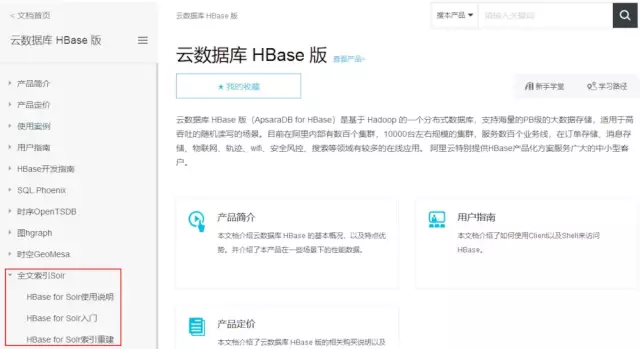 < 文档首页
云数据库 HBase 版
产品简介
产品定价
使用案例
用户指南
HBase开发指南
SQL Phoenix
时序OpenTSDB
图hgraph
时空GeoMesa
全文索引Solr
HBase for Solr使用说明
HBase for Solr入门
HBase for Solr索引重建
云数据库 HBase 版
搜本产品
请输入关键词
云数据库 HBase 版 查看产品>
★ 我的收藏
新手学堂
学习路径
云数据库 HBase 版（ApsaraDB for HBase）是基于 Hadoop 的一个分布式数据库，支持海量的PB级的大数据存储，适用于高
吞吐的随机读写的场景。目前在阿里内部有数百个集群，10000台左右规模的集群，服务数百个业务线，在订单存储、消息存
储、物联网、轨迹、wifi、安全风控、搜索等领域有较多的在线应用。 阿里云特别提供HBase产品化方案服务广大的中小型客
户。
产品简介
本文档介绍云数据库 HBase 的基本概况、以及特点优
势。并介绍了本产品在一些场景下的性能数据。
用户指南
本文档介绍了如何使用Client以及Shell来访问
HBase。
产品定价
本文档介绍了云数据库 HBase 版的相关购买说明以及